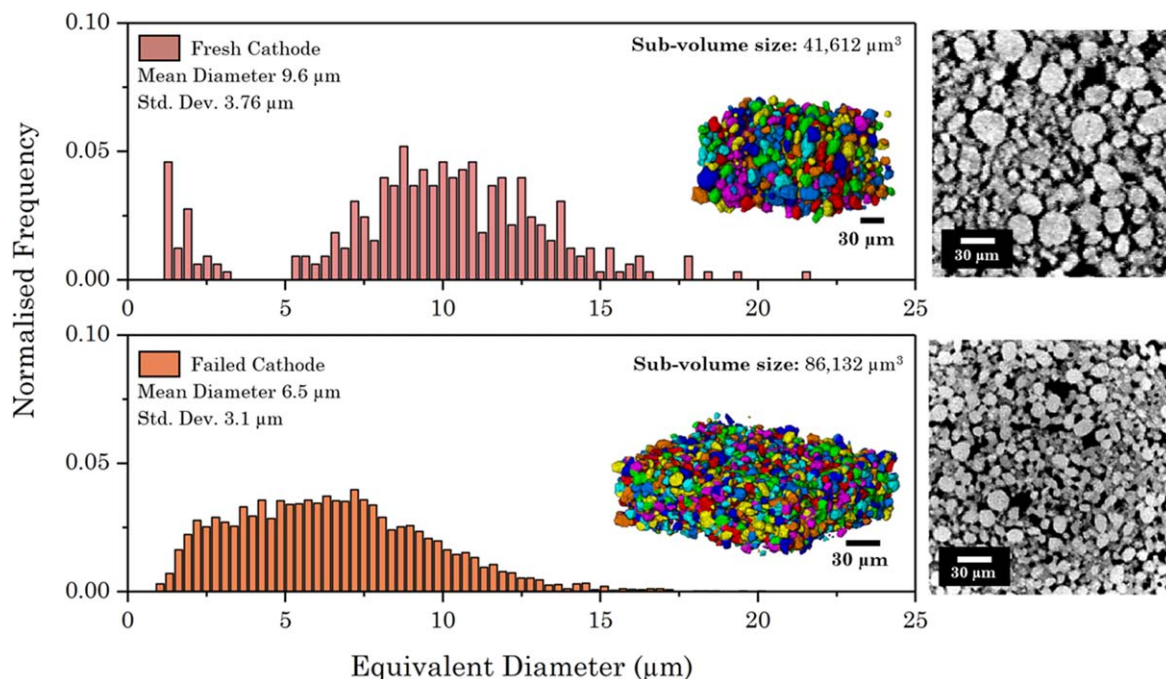 Normalised Frequency
0.10
0.05
0.00
Fresh Cathode
Mean Diameter 9.6 µm
Std. Dev. 3.76 µm
Sub-volume size: 41,612 µm³
30 µm
0 5 10 15 20 25
30 µm
0.10
0.05
0.00
Failed Cathode
Mean Diameter 6.5 µm
Std. Dev. 3.1 µm
Sub-volume size: 86,132 µm³
30 µm
0 5 10 15 20 25
30 µm
Equivalent Diameter (µm)